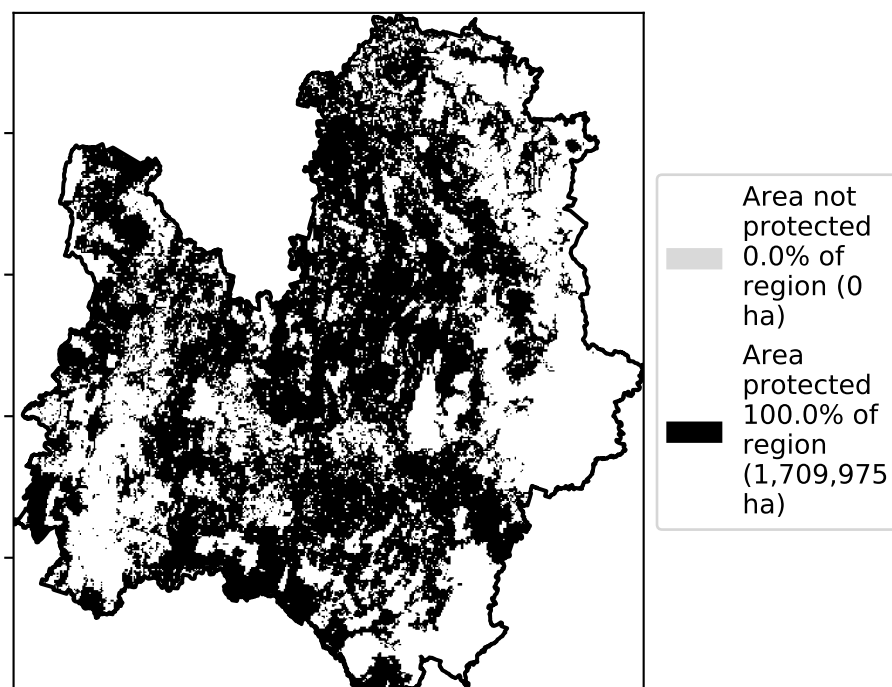 Area not
protected
0.0% of
region (0
ha)
Area
protected
100.0% of
region
(1,709,975
ha)